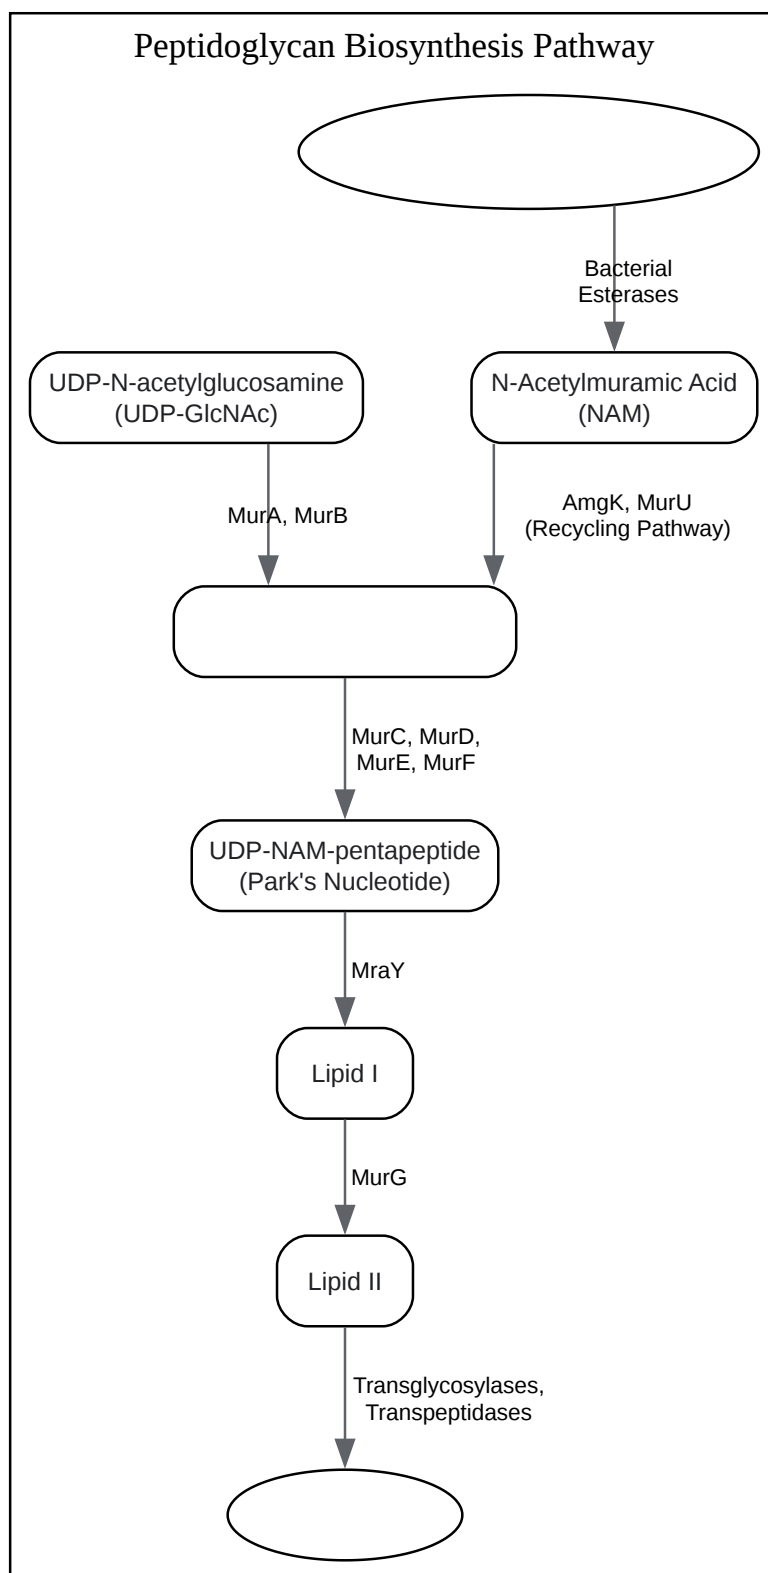 Peptidoglycan Biosynthesis Pathway
Bacterial
Esterases
UDP-N-acetylglucosamine
(UDP-GlcNAc)
N-Acetylmuramic Acid
(NAM)
MurA, MurB
AmgK, MurU
(Recycling Pathway)
MurC, MurD,
MurE, MurF
UDP-NAM-pentapeptide
(Park's Nucleotide)
MraY
Lipid I
MurG
Lipid II
Transglycosylases,
Transpeptidases